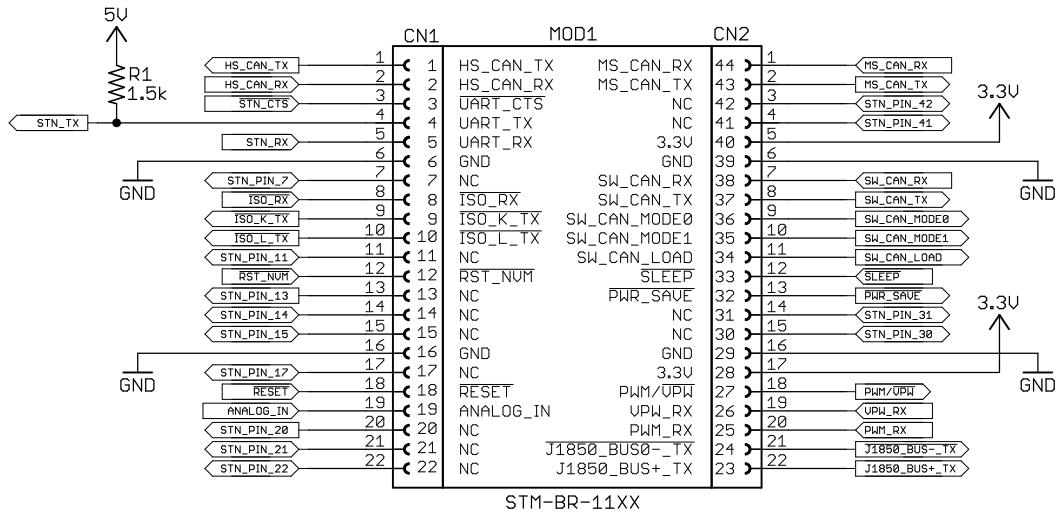 5V
R1
1.5k
CN1 MOD1 CN2
HS_CAN_TX 1 1 HS_CAN_TX MS_CAN_RX 44 1 MS_CAN_RX
HS_CAN_RX 2 2 HS_CAN_RX MS_CAN_TX 43 2 MS_CAN_TX
STN_CTS 3 3 UART_CTS NC 42 3 STN_PIN_42
STN_TX 4 4 UART_TX NC 41 4 STN_PIN_41
3.3V
STN_RX 5 5 UART_RX 3.3V 40 5
GND 6 6 GND GND 39 6 GND
STN_PIN_7 7 7 NC SW_CAN_RX 38 7 SW_CAN_RX
ISO_RX 8 8 ISO_RX SW_CAN_TX 37 8 SW_CAN_TX
ISO_K_TX 9 9 ISO_K_TX SW_CAN_MODE0 36 9 SW_CAN_MODE0
ISO_L_TX 10 10 ISO_L_TX SW_CAN_MODE1 35 10 SW_CAN_MODE1
STN_PIN_11 11 11 NC SW_CAN_LOAD 34 11 SW_CAN_LOAD
RST_NVM 12 12 RST_NVM SLEEP 33 12 SLEEP
STN_PIN_13 13 13 NC PWR_SAVE 32 13 PWR_SAVE
STN_PIN_14 14 14 NC NC 31 14 STN_PIN_31
STN_PIN_15 15 15 NC NC 30 15 STN_PIN_30
3.3V
GND 16 16 GND GND 29 16 GND
STN_PIN_17 17 17 NC 3.3V 28 17
RESET 18 18 RESET PWM/VPW 27 18 PWM/VPW
ANALOG_IN 19 19 ANALOG_IN VPW_RX 26 19 VPW_RX
STN_PIN_20 20 20 NC PWM_RX 25 20 PWM_RX
STN_PIN_21 21 21 NC J1850_BUS0-_TX 24 21 J1850_BUS-_TX
STN_PIN_22 22 22 NC J1850_BUS+_TX 23 22 J1850_BUS+_TX
STM-BR-11XX